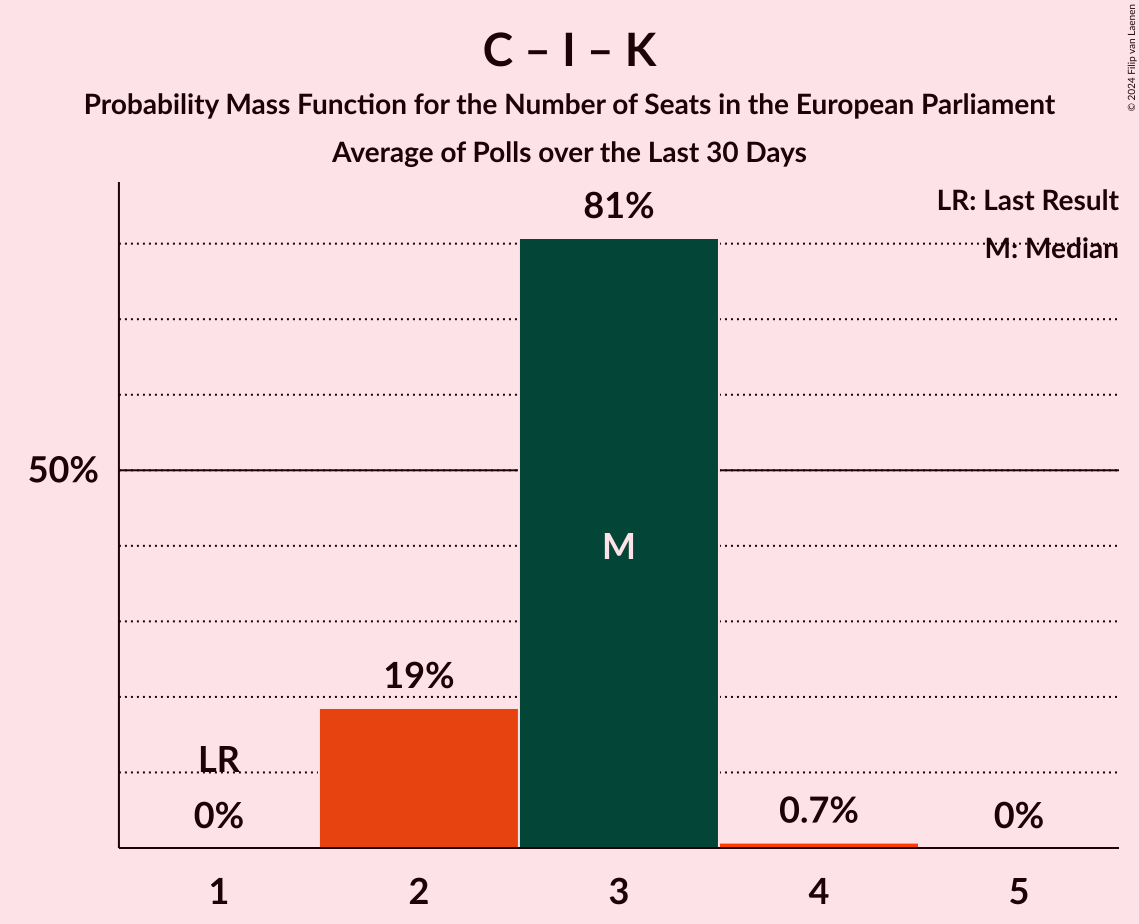 C – I – K
Probability Mass Function for the Number of Seats in the European Parliament
Average of Polls over the Last 30 Days
© 2024 Filip van Laenen
LR: Last Result
M: Median
81%
50%
M
19%
LR
0%
0.7%
0%
1 2 3 4 5